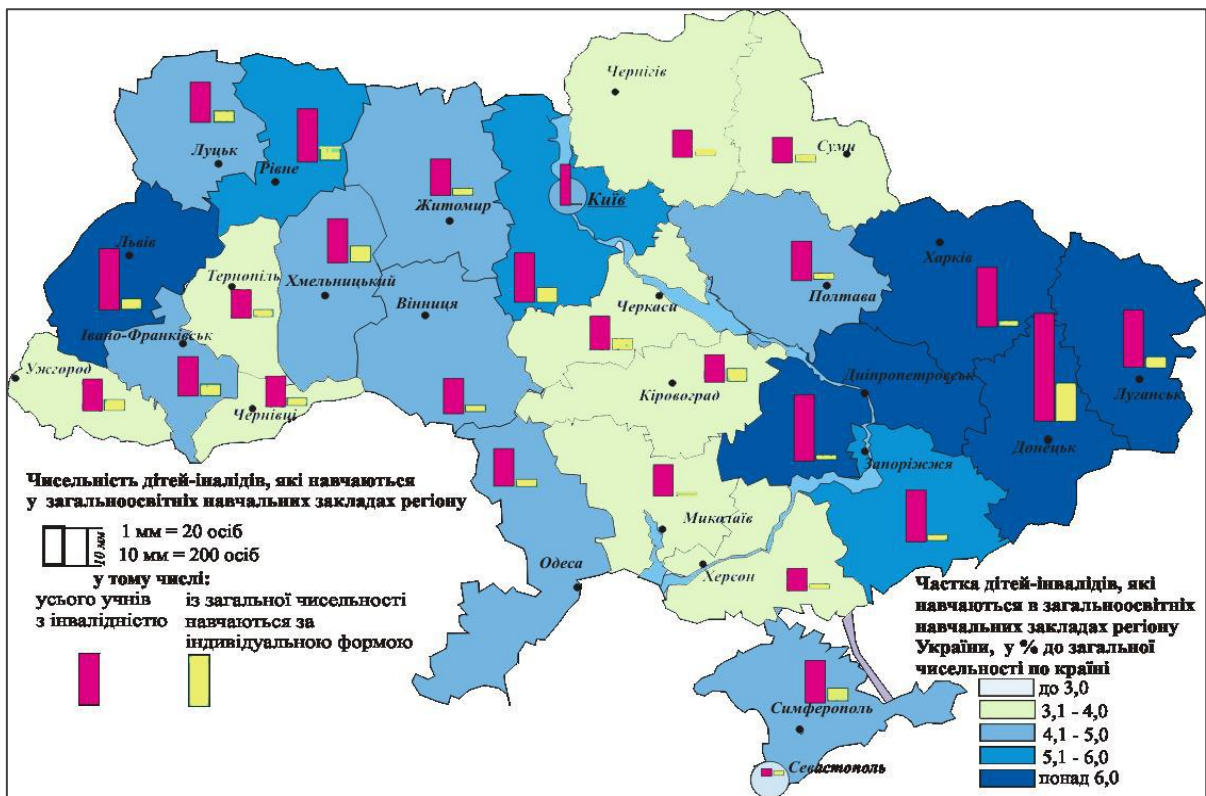 Чернігів
Суми
Луцьк
Рівне
Київ
Житомир
Львів
Харків
Тернопіль
Хмельницький
Вінниця
Черкаси
Полтава
Івано-Франківськ
Ужгород
Чернівці
Кіровоград
Дніпропетровськ
Луганськ
Донецьк
Запоріжжя
Миколаїв
Одеса
Херсон
Симферополь
Севастополь
Чисельність дітей-іналідів, які навчаються
у загальноосвітніх навчальних закладах регіону
10 мм
1 мм = 20 осіб
10 мм = 200 осіб
у тому числі:
усього учнів
з інвалідністю
із загальної чисельності
навчаються за
індивідуальною формою
Частка дітей-інвалідів, які
навчаються в загальноосвітніх
навчальних закладах регіону
України, у % до загальної
чисельності по країні
до 3,0
3,1 - 4,0
4,1 - 5,0
5,1 - 6,0
понад 6,0